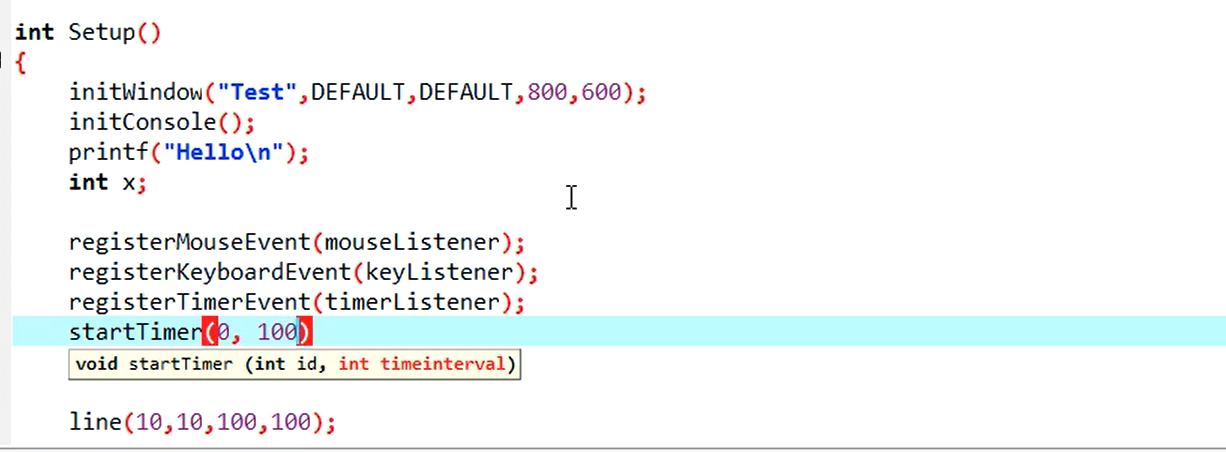 int Setup()
{
initWindow("Test",DEFAULT,DEFAULT,800,600);
initConsole();
printf("Hello\n");
int x;
registerMouseEvent(mouseListener);
registerKeyboardEvent(keyListener);
registerTimerEvent(timerListener);
startTimer(0, 100)
void startTimer (int id, int timeinterval)
line(10,10,100,100);